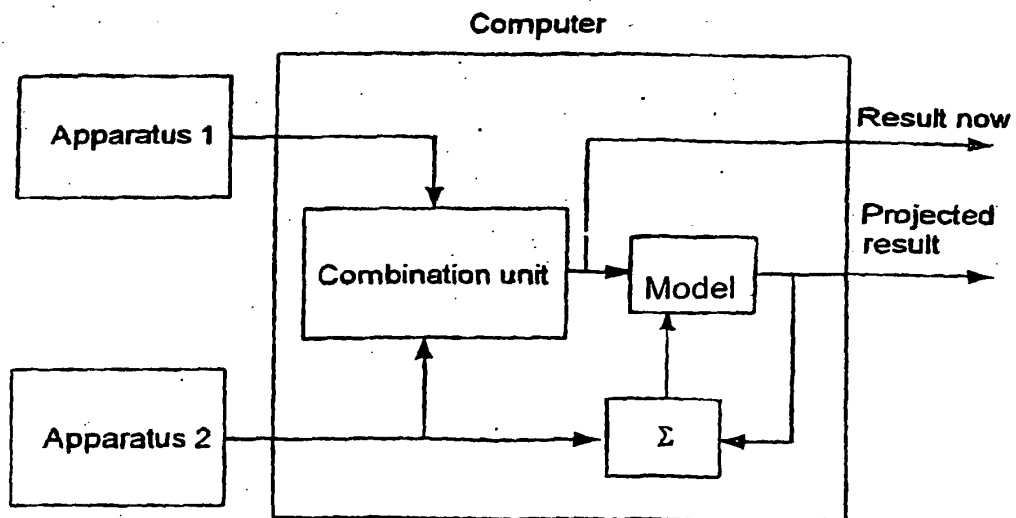 Computer
Apparatus 1
Result now
Projected
result
Combination unit
Model
Apparatus 2
Σ